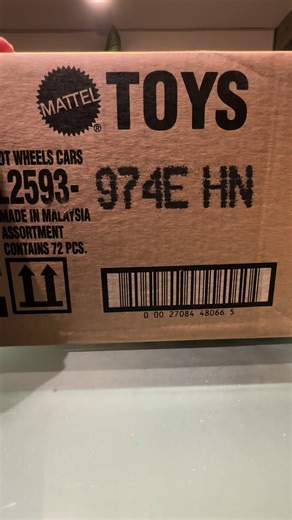 MATTEL ® TOYS
OT WHEELS CARS
L2593- 974E HN
MADE IN MALAYSIA
ASSORTMENT
CONTAINS 72 PCS.
0 00 27084 48066 5